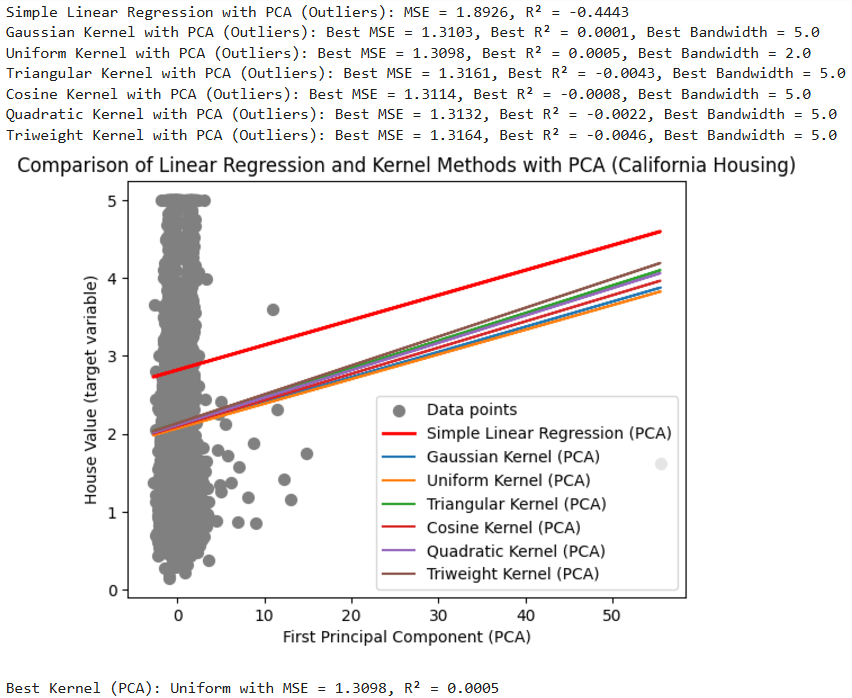 Simple Linear Regression with PCA (Outliers): MSE = 1.8926, R² = -0.4443
Gaussian Kernel with PCA (Outliers): Best MSE = 1.3103, Best R² = 0.0001, Best Bandwidth = 5.0
Uniform Kernel with PCA (Outliers): Best MSE = 1.3098, Best R² = 0.0005, Best Bandwidth = 2.0
Triangular Kernel with PCA (Outliers): Best MSE = 1.3161, Best R² = -0.0043, Best Bandwidth = 5.0
Cosine Kernel with PCA (Outliers): Best MSE = 1.3114, Best R² = -0.0008, Best Bandwidth = 5.0
Quadratic Kernel with PCA (Outliers): Best MSE = 1.3132, Best R² = -0.0022, Best Bandwidth = 5.0
Triweight Kernel with PCA (Outliers): Best MSE = 1.3164, Best R² = -0.0046, Best Bandwidth = 5.0
Comparison of Linear Regression and Kernel Methods with PCA (California Housing)
House Value (target variable)
5
4
3
2
1
0
Data points
Simple Linear Regression (PCA)
Gaussian Kernel (PCA)
Uniform Kernel (PCA)
Triangular Kernel (PCA)
Cosine Kernel (PCA)
Quadratic Kernel (PCA)
Triweight Kernel (PCA)
0 10 20 30 40 50
First Principal Component (PCA)
Best Kernel (PCA): Uniform with MSE = 1.3098, R² = 0.0005